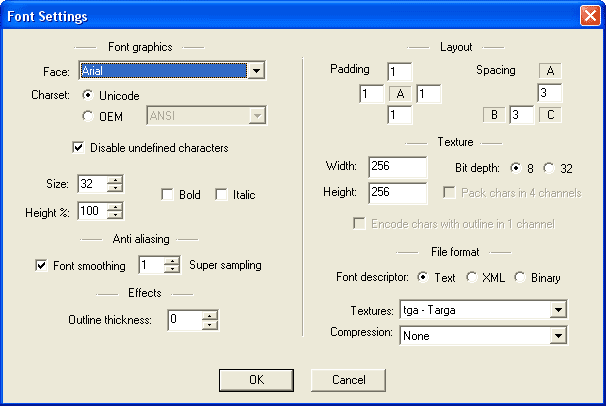 Font Settings
Font graphics
Face: Arial
Charset: Unicode
OEM ANSI
Disable undefined characters
Size: 32
Bold Italic
Height %: 100
Anti aliasing
Font smoothing 1 Super sampling
Effects
Outline thickness: 0
Layout
Padding 1 Spacing A
1 A 1 3
1 B 3 C
Texture
Width: 256 Bit depth: 8 32
Height: 256 Pack chars in 4 channels
Encode chars with outline in 1 channel
File format
Font descriptor: Text XML Binary
Textures: tga - Targa
Compression: None
OK Cancel